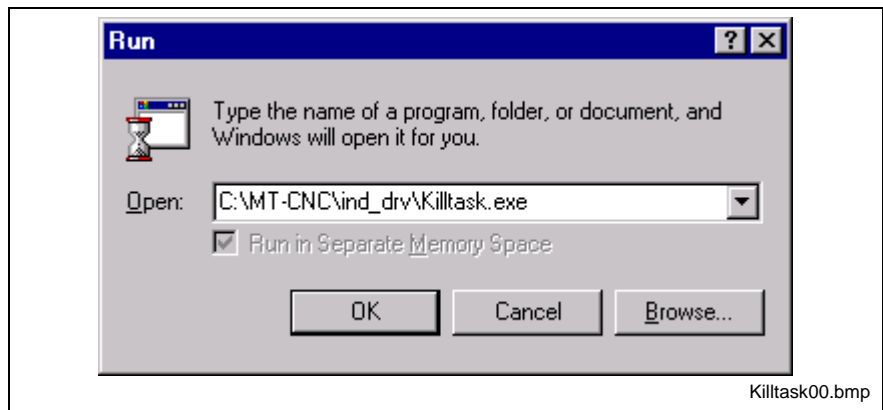 Run
Type the name of a program, folder, or document, and
Windows will open it for you.
Open: C:\MT-CNC\ind_drv\Killtask.exe
Run in Separate Memory Space
OK Cancel Browse...
Killtask00.bmp